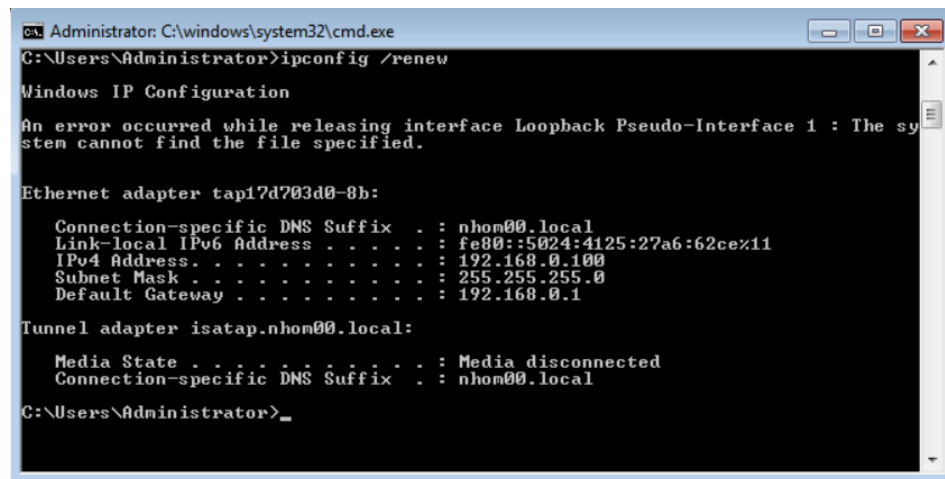 Administrator: C:\windows\system32\cmd.exe
C:\Users\Administrator>ipconfig /renew
Windows IP Configuration
An error occurred while releasing interface Loopback Pseudo-Interface 1 : The sy
stem cannot find the file specified.
Ethernet adapter tap17d703d0-8b:
Connection-specific DNS Suffix . : nhom00.local
Link-local IPv6 Address . . . . . : fe80::5024:4125:27a6:62ce%11
IPv4 Address. . . . . . . . . . . : 192.168.0.100
Subnet Mask . . . . . . . . . . . : 255.255.255.0
Default Gateway . . . . . . . . . : 192.168.0.1
Tunnel adapter isatap.nhom00.local:
Media State . . . . . . . . . . . : Media disconnected
Connection-specific DNS Suffix . : nhom00.local
C:\Users\Administrator>_